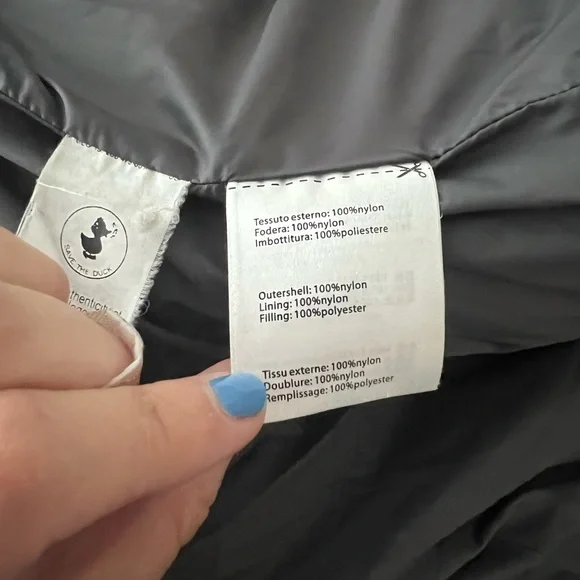 SAVE THE DUCK
Tessuto esterno: 100%nylon
Fodera: 100%nylon
Imbottitura: 100%poliestere
Outershell: 100%nylon
Lining: 100%nylon
Filling: 100%polyester
Tissu externe: 100%nylon
Doublure: 100%nylon
Remplissage: 100%polyester